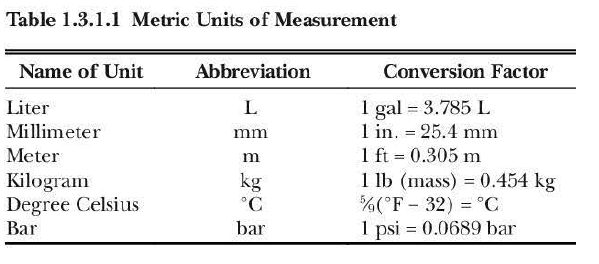 Table 1.3.1.1 Metric Units of Measurement
Name of Unit Abbreviation Conversion Factor
Liter L 1 gal = 3.785 L
Millimeter mm 1 in. = 25.4 mm
Meter m 1 ft = 0.305 m
Kilogram kg 1 lb (mass) = 0.454 kg
Degree Celsius °C ⁵⁄₉(°F – 32) = °C
Bar bar 1 psi = 0.0689 bar